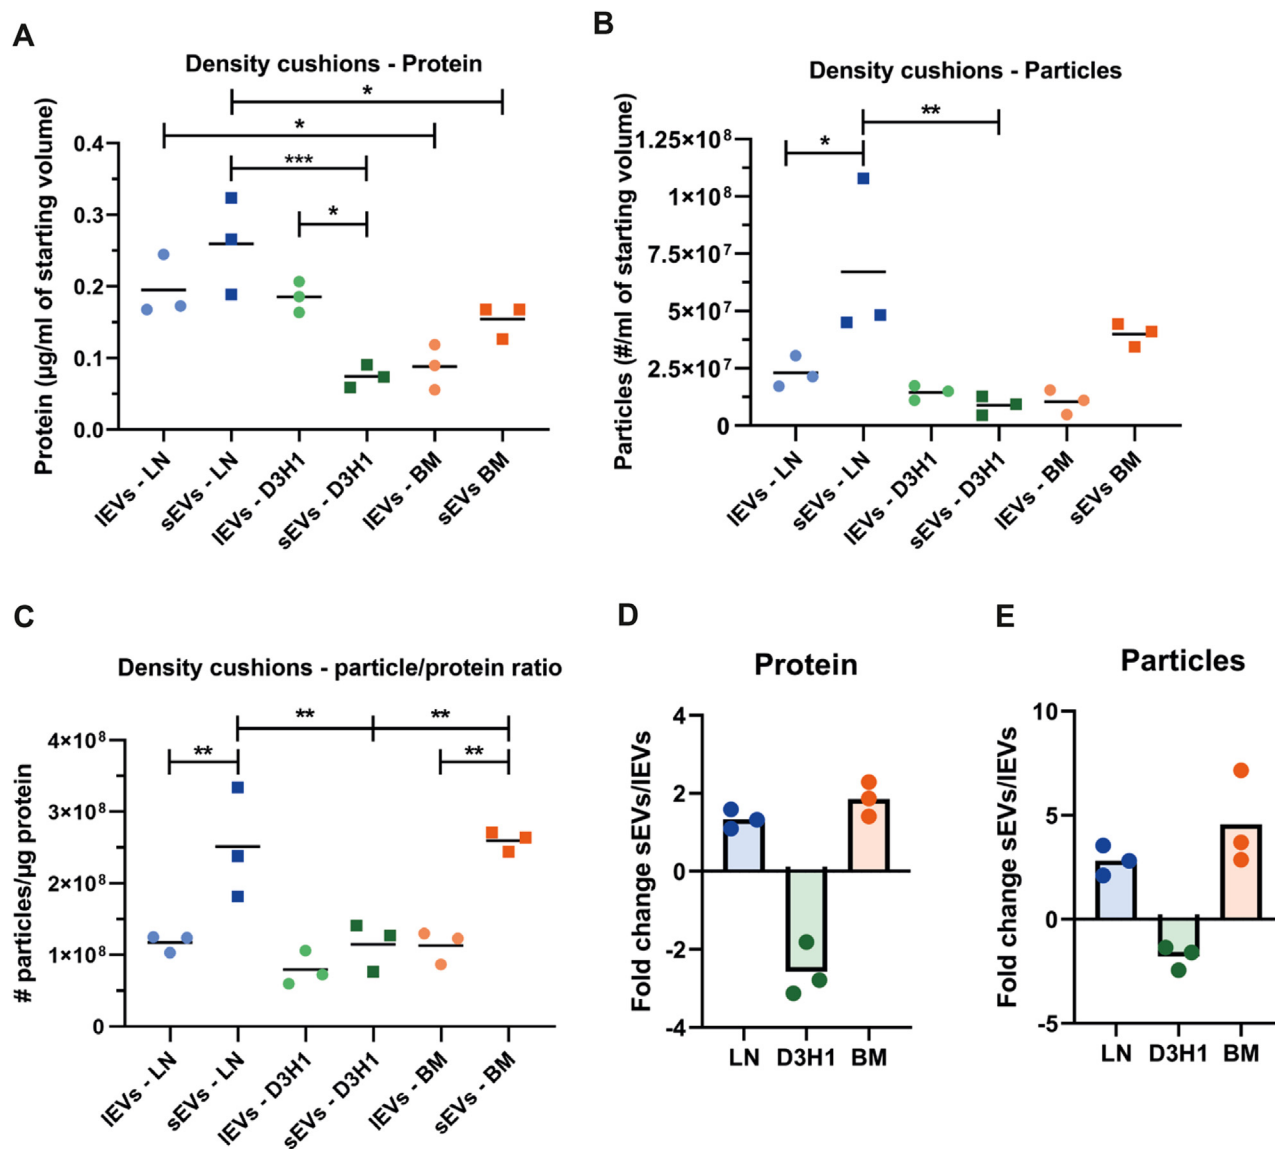 A
Density cushions - Protein
*
*
***
*
Protein (µg/ml of starting volume)
0.4
0.3
0.2
0.1
0.0
lEVs - LN
sEVs - LN
lEVs - D3H1
sEVs - D3H1
lEVs - BM
sEVs BM
B
Density cushions - Particles
**
*
Particles (#/ml of starting volume)
1.25×10⁸
1×10⁸
7.5×10⁷
5×10⁷
2.5×10⁷
0
lEVs - LN
sEVs - LN
lEVs - D3H1
sEVs - D3H1
lEVs - BM
sEVs BM
C
Density cushions - particle/protein ratio
** **
** **
# particles/µg protein
4×10⁸
3×10⁸
2×10⁸
1×10⁸
0
lEVs - LN
sEVs - LN
lEVs - D3H1
sEVs - D3H1
lEVs - BM
sEVs - BM
D
Protein
Fold change sEVs/lEVs
4
2
0
-2
-4
LN D3H1 BM
E
Particles
Fold change sEVs/lEVs
10
5
0
-5
LN D3H1 BM